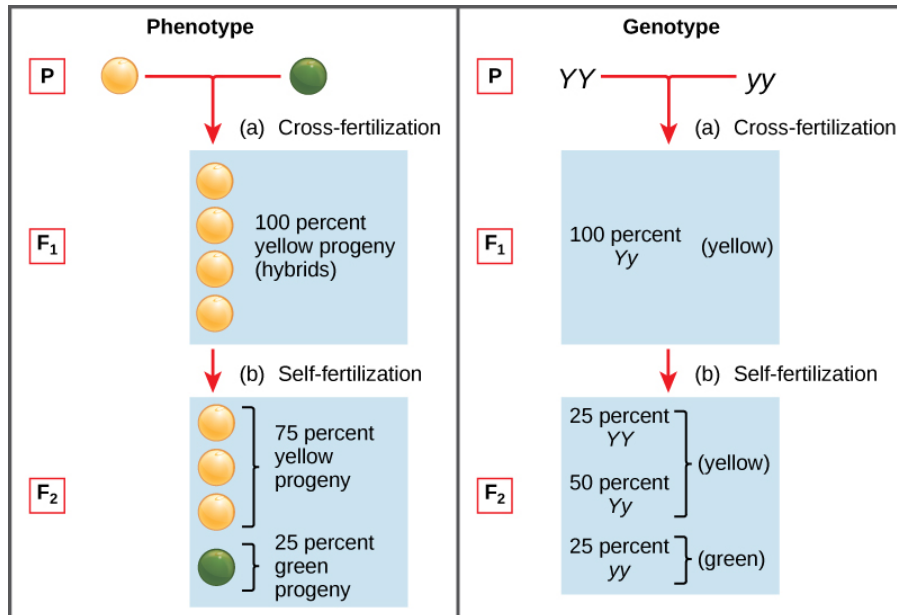 Phenotype
P
(a) Cross-fertilization
F₁
100 percent
yellow progeny
(hybrids)
(b) Self-fertilization
F₂
75 percent
yellow
progeny
25 percent
green
progeny
Genotype
P
YY
yy
(a) Cross-fertilization
F₁
100 percent
Yy
(yellow)
(b) Self-fertilization
F₂
25 percent
YY
50 percent
Yy
(yellow)
25 percent
yy
(green)